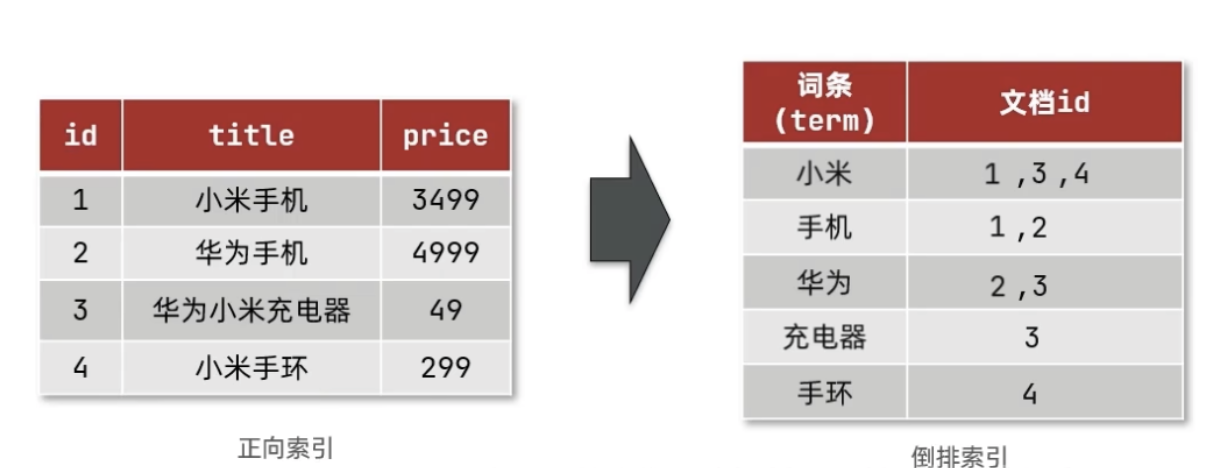 id title price
1 小米手机 3499
2 华为手机 4999
3 华为小米充电器 49
4 小米手环 299
正向索引
词条
(term) 文档id
小米 1 ,3 ,4
手机 1 ,2
华为 2 ,3
充电器 3
手环 4
倒排索引